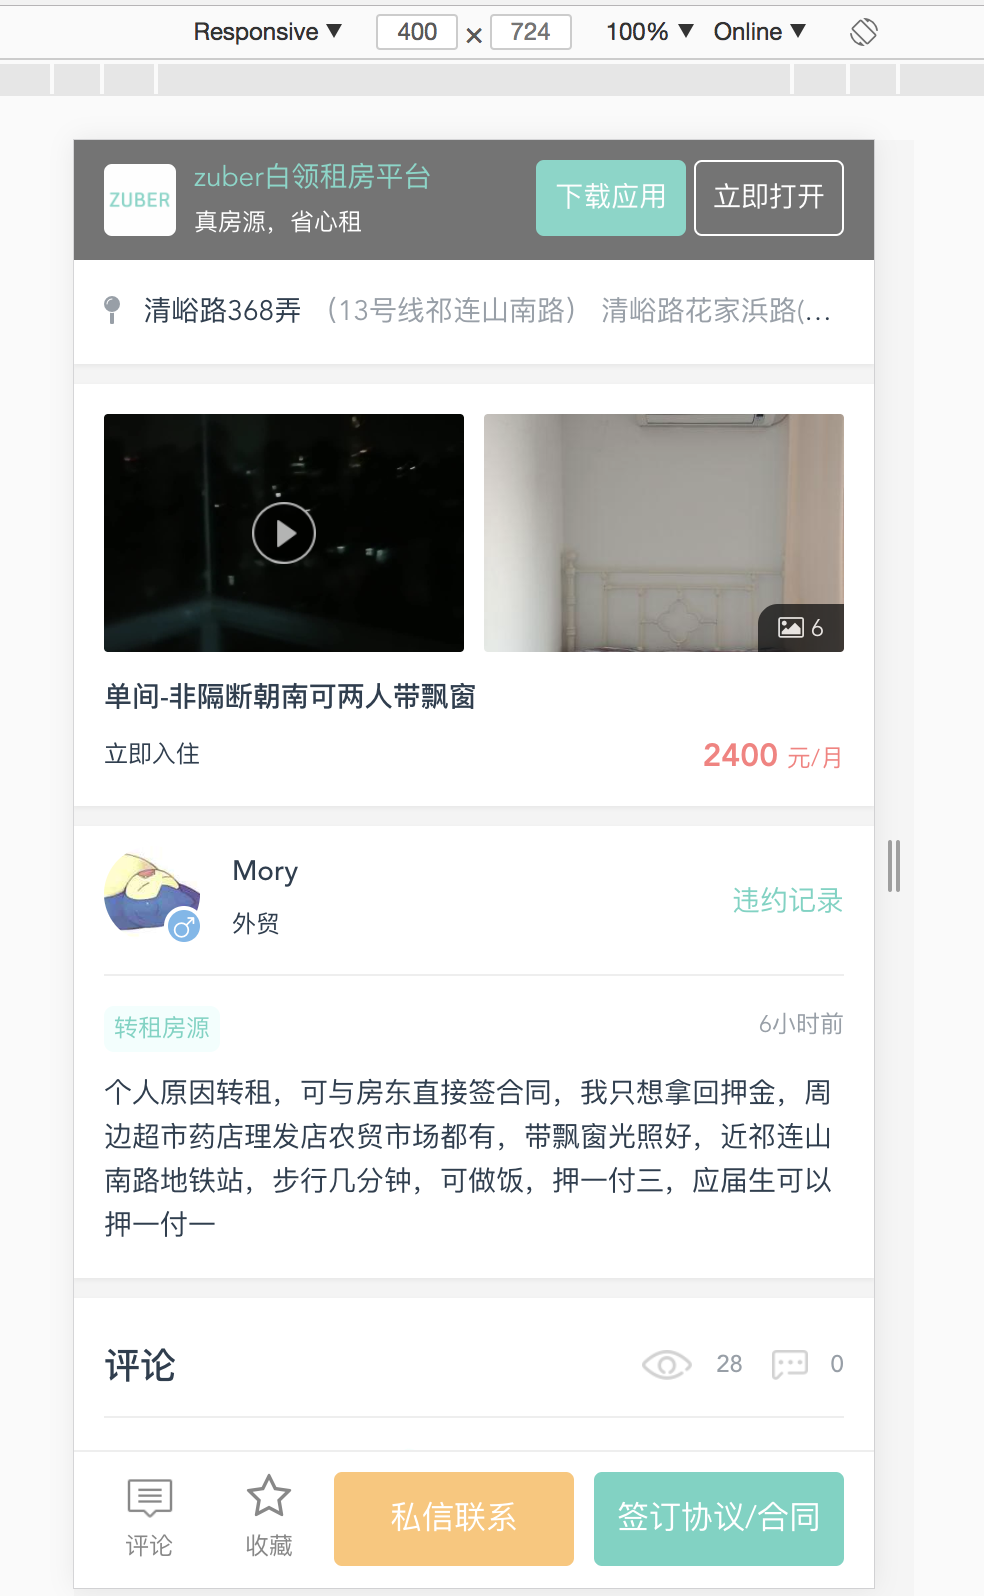 Responsive ▼ 400 × 724 100% ▼ Online ▼
ZUBER
zuber白领租房平台
真房源，省心租
下载应用
立即打开
清峪路368弄 （13号线祁连山南路） 清峪路花家浜路(...
6
单间-非隔断朝南可两人带飘窗
立即入住
2400 元/月
Mory
外贸
违约记录
转租房源
6小时前
个人原因转租，可与房东直接签合同，我只想拿回押金，周
边超市药店理发店农贸市场都有，带飘窗光照好，近祁连山
南路地铁站，步行几分钟，可做饭，押一付三，应届生可以
押一付一
评论
28
0
评论
收藏
私信联系
签订协议/合同